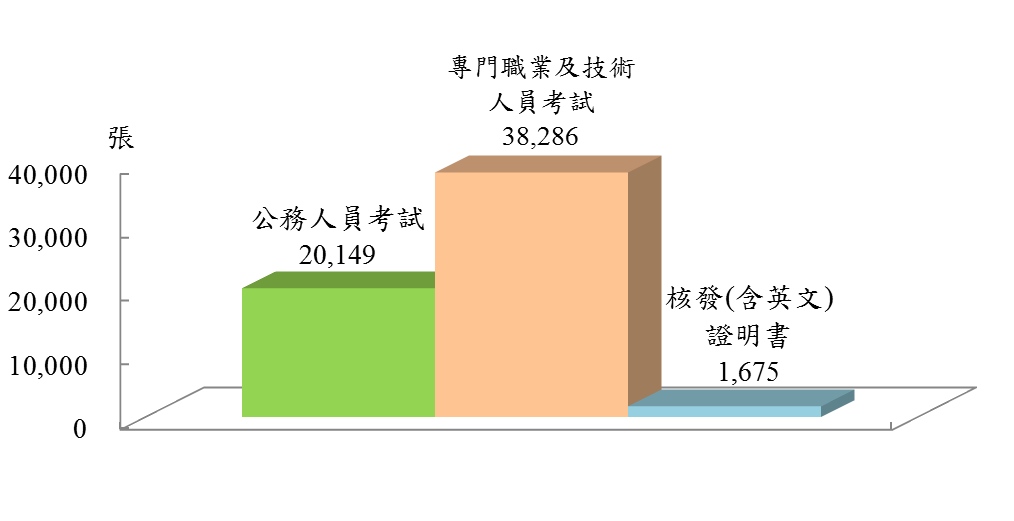 專門職業及技術
人員考試
38,286
張
40,000
30,000
20,000
10,000
0
公務人員考試
20,149
核發(含英文)
證明書
1,675